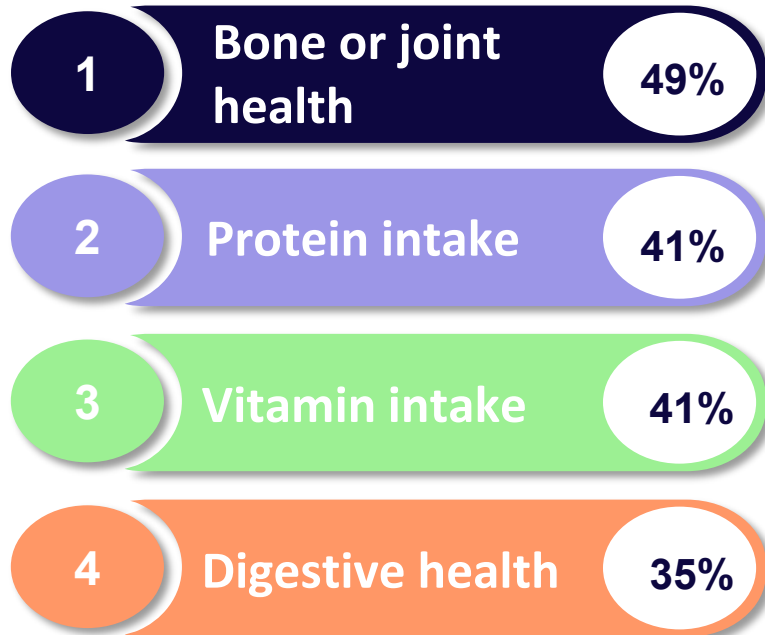 1
Bone or joint
health
49%
2
Protein intake
41%
3
Vitamin intake
41%
4
Digestive health
35%